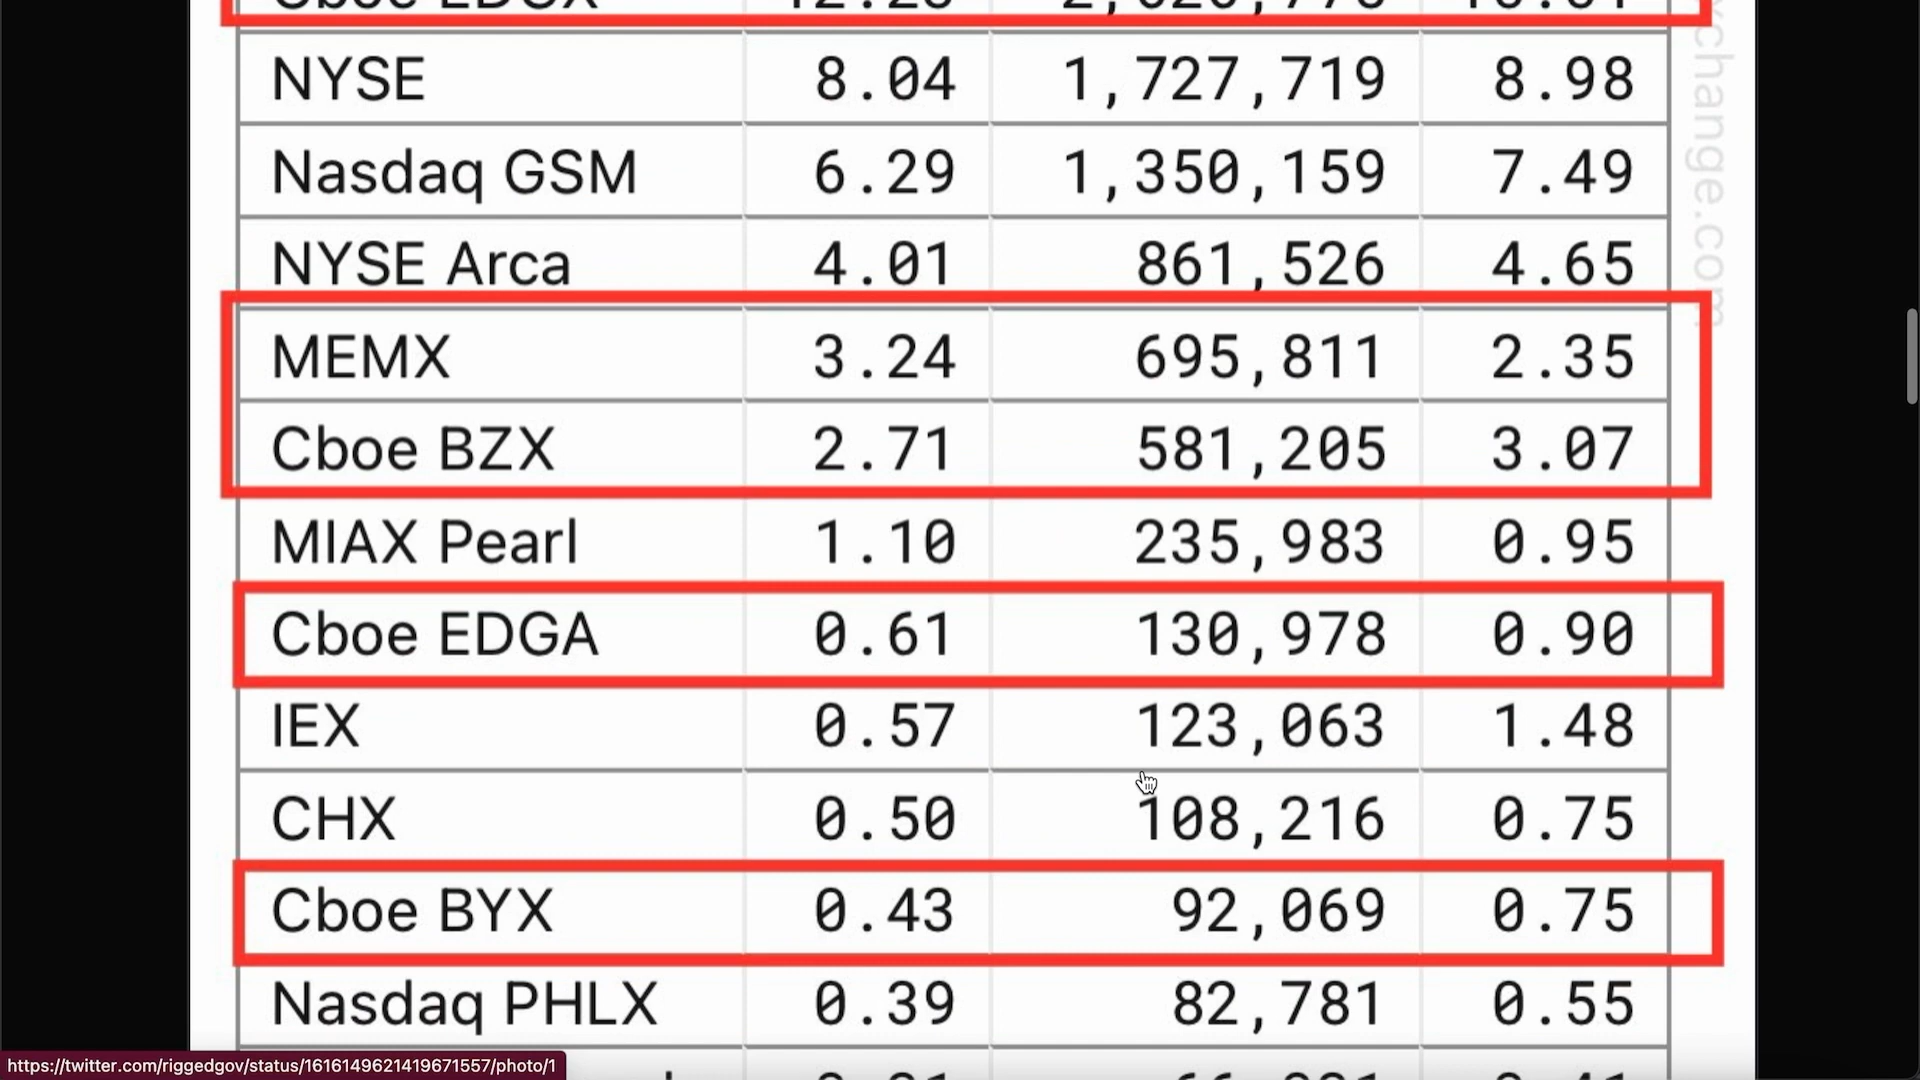 NYSE 8.04 1,727,719 8.98
Nasdaq GSM 6.29 1,350,159 7.49
NYSE Arca 4.01 861,526 4.65
MEMX 3.24 695,811 2.35
Cboe BZX 2.71 581,205 3.07
MIAX Pearl 1.10 235,983 0.95
Cboe EDGA 0.61 130,978 0.90
IEX 0.57 123,063 1.48
CHX 0.50 108,216 0.75
Cboe BYX 0.43 92,069 0.75
Nasdaq PHLX 0.39 82,781 0.55
xchange.com
https://twitter.com/riggedgov/status/1616149621419671557/photo/1